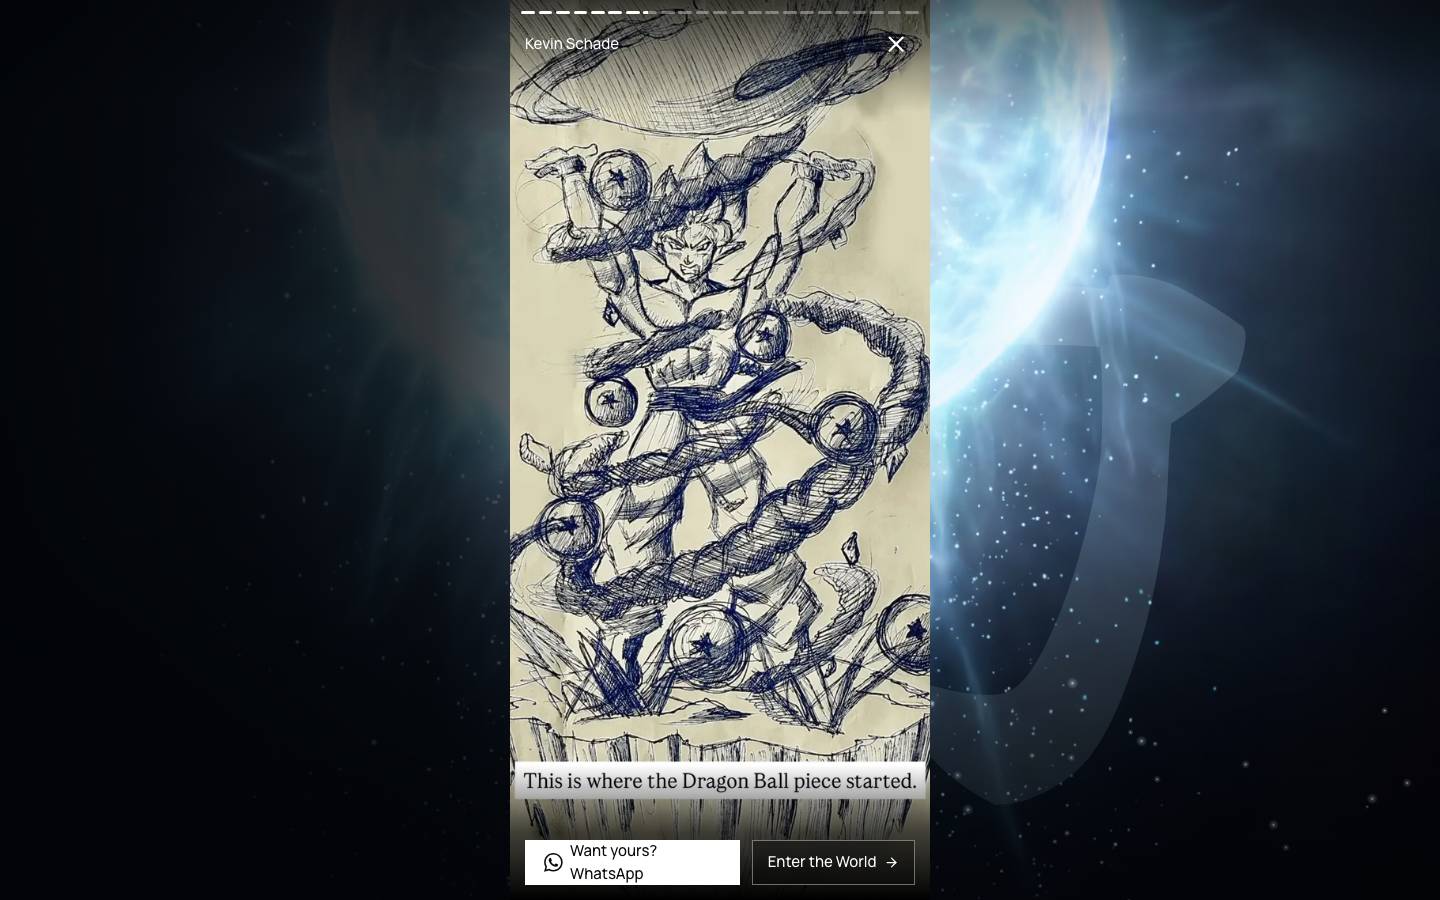 Kevin Schade
This is where the Dragon Ball piece started.
Want yours?
WhatsApp
Enter the World